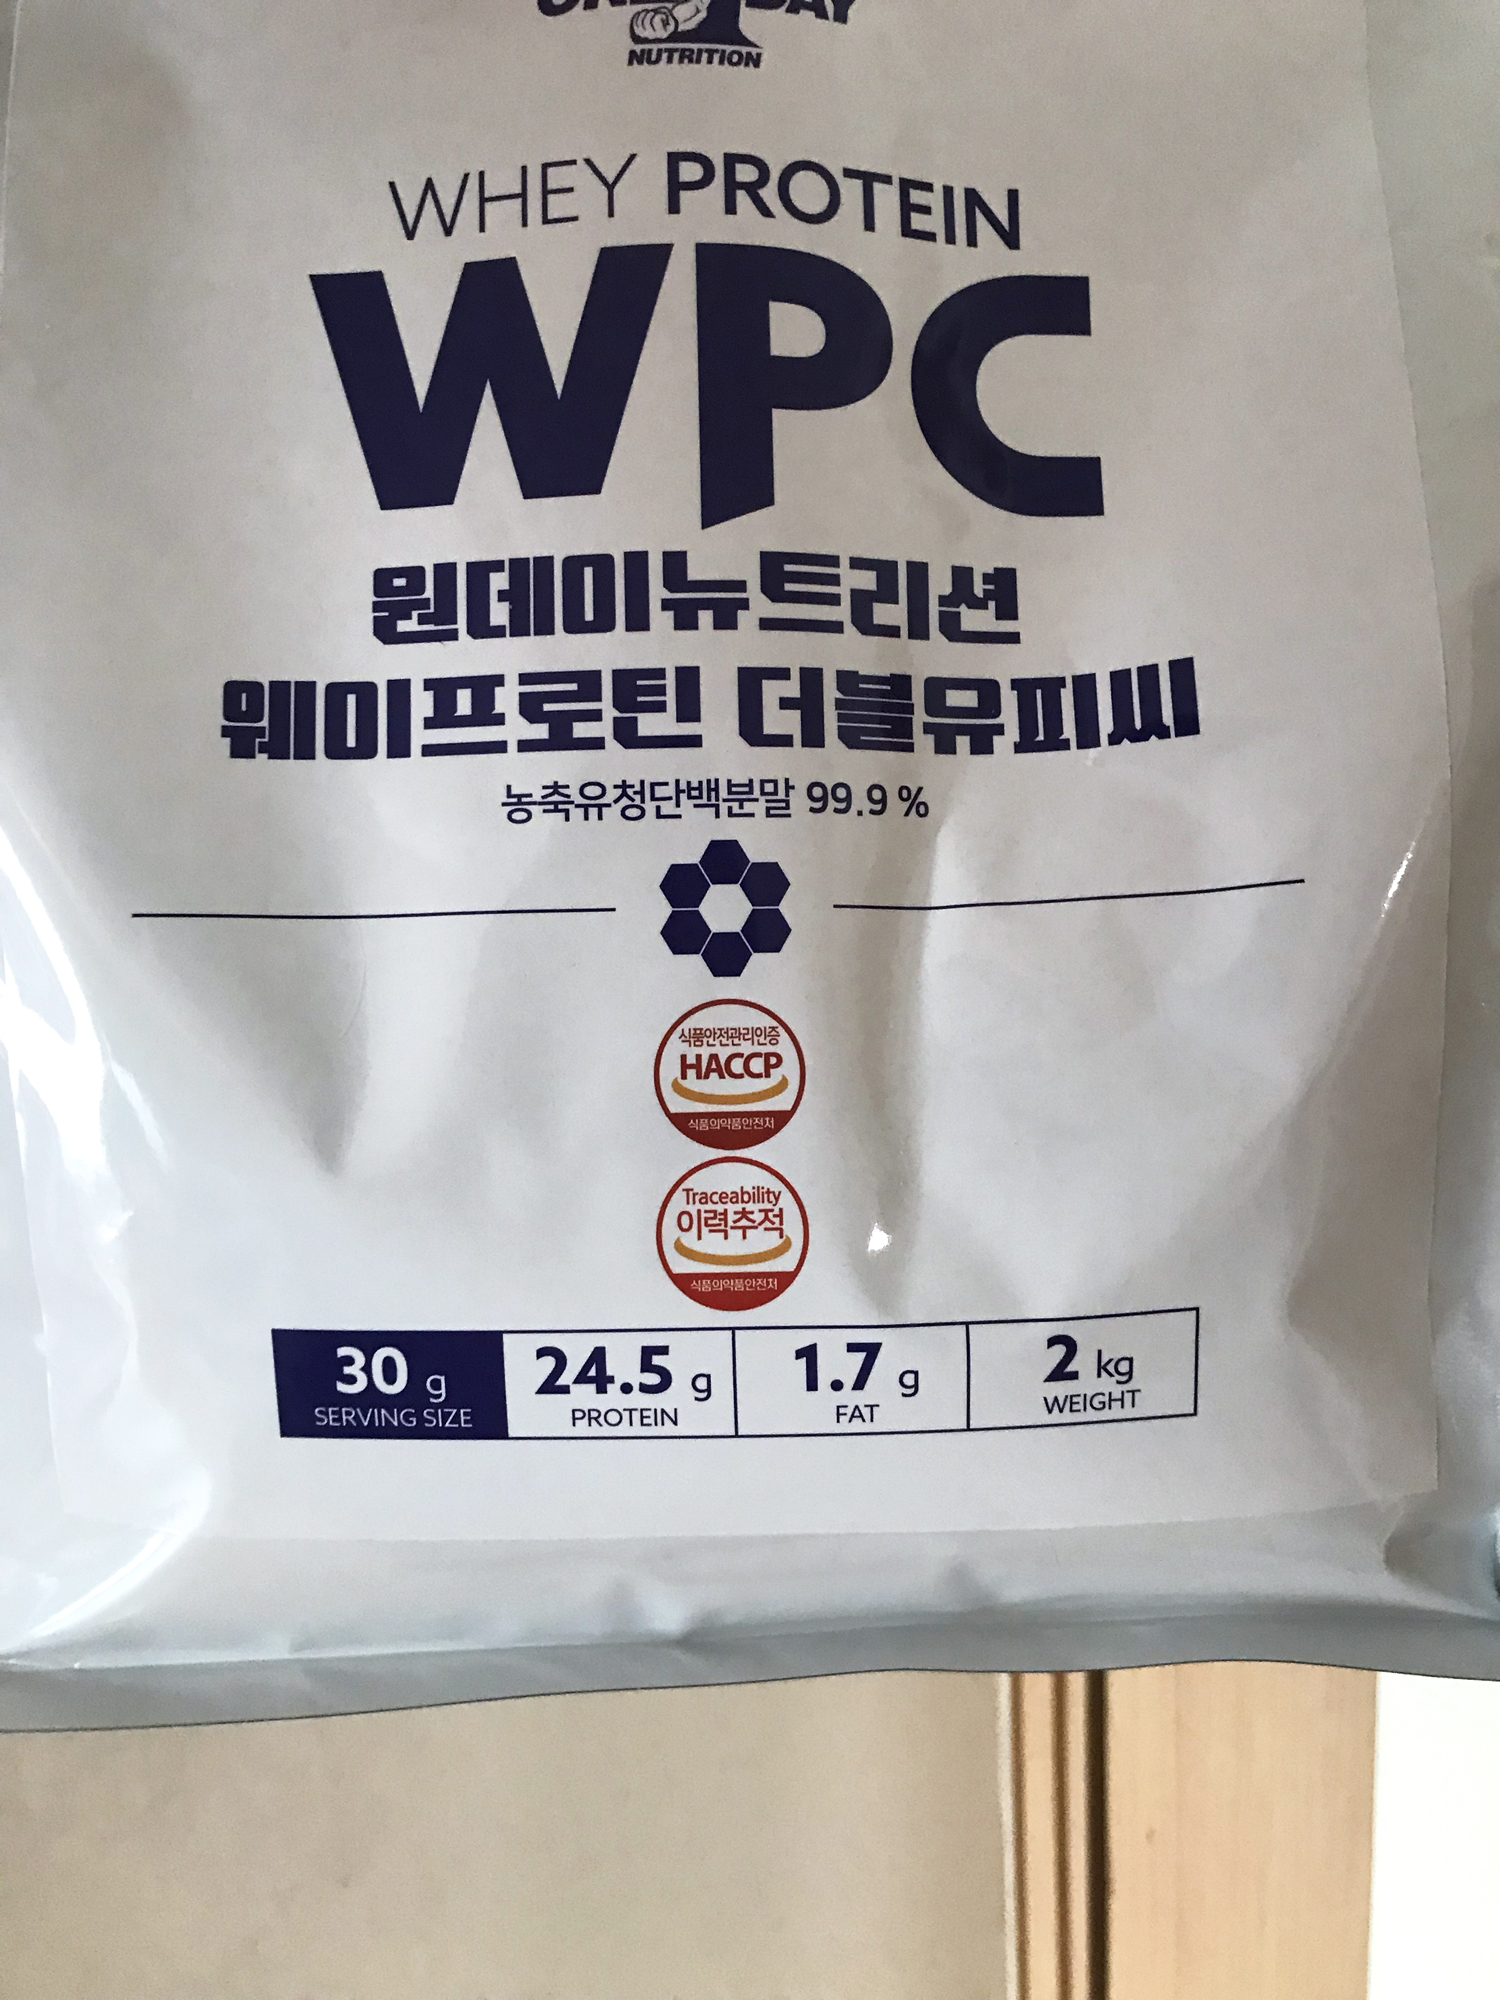 ONE DAY
NUTRITION
WHEY PROTEIN
WPC
원데이뉴트리션
웨이프로틴 더블유피씨
농축유청단백분말 99.9 %
식품안전관리인증
HACCP
식품의약품안전처
Traceability
이력추적
식품의약품안전처
30 g
SERVING SIZE
24.5 g
PROTEIN
1.7 g
FAT
2 kg
WEIGHT